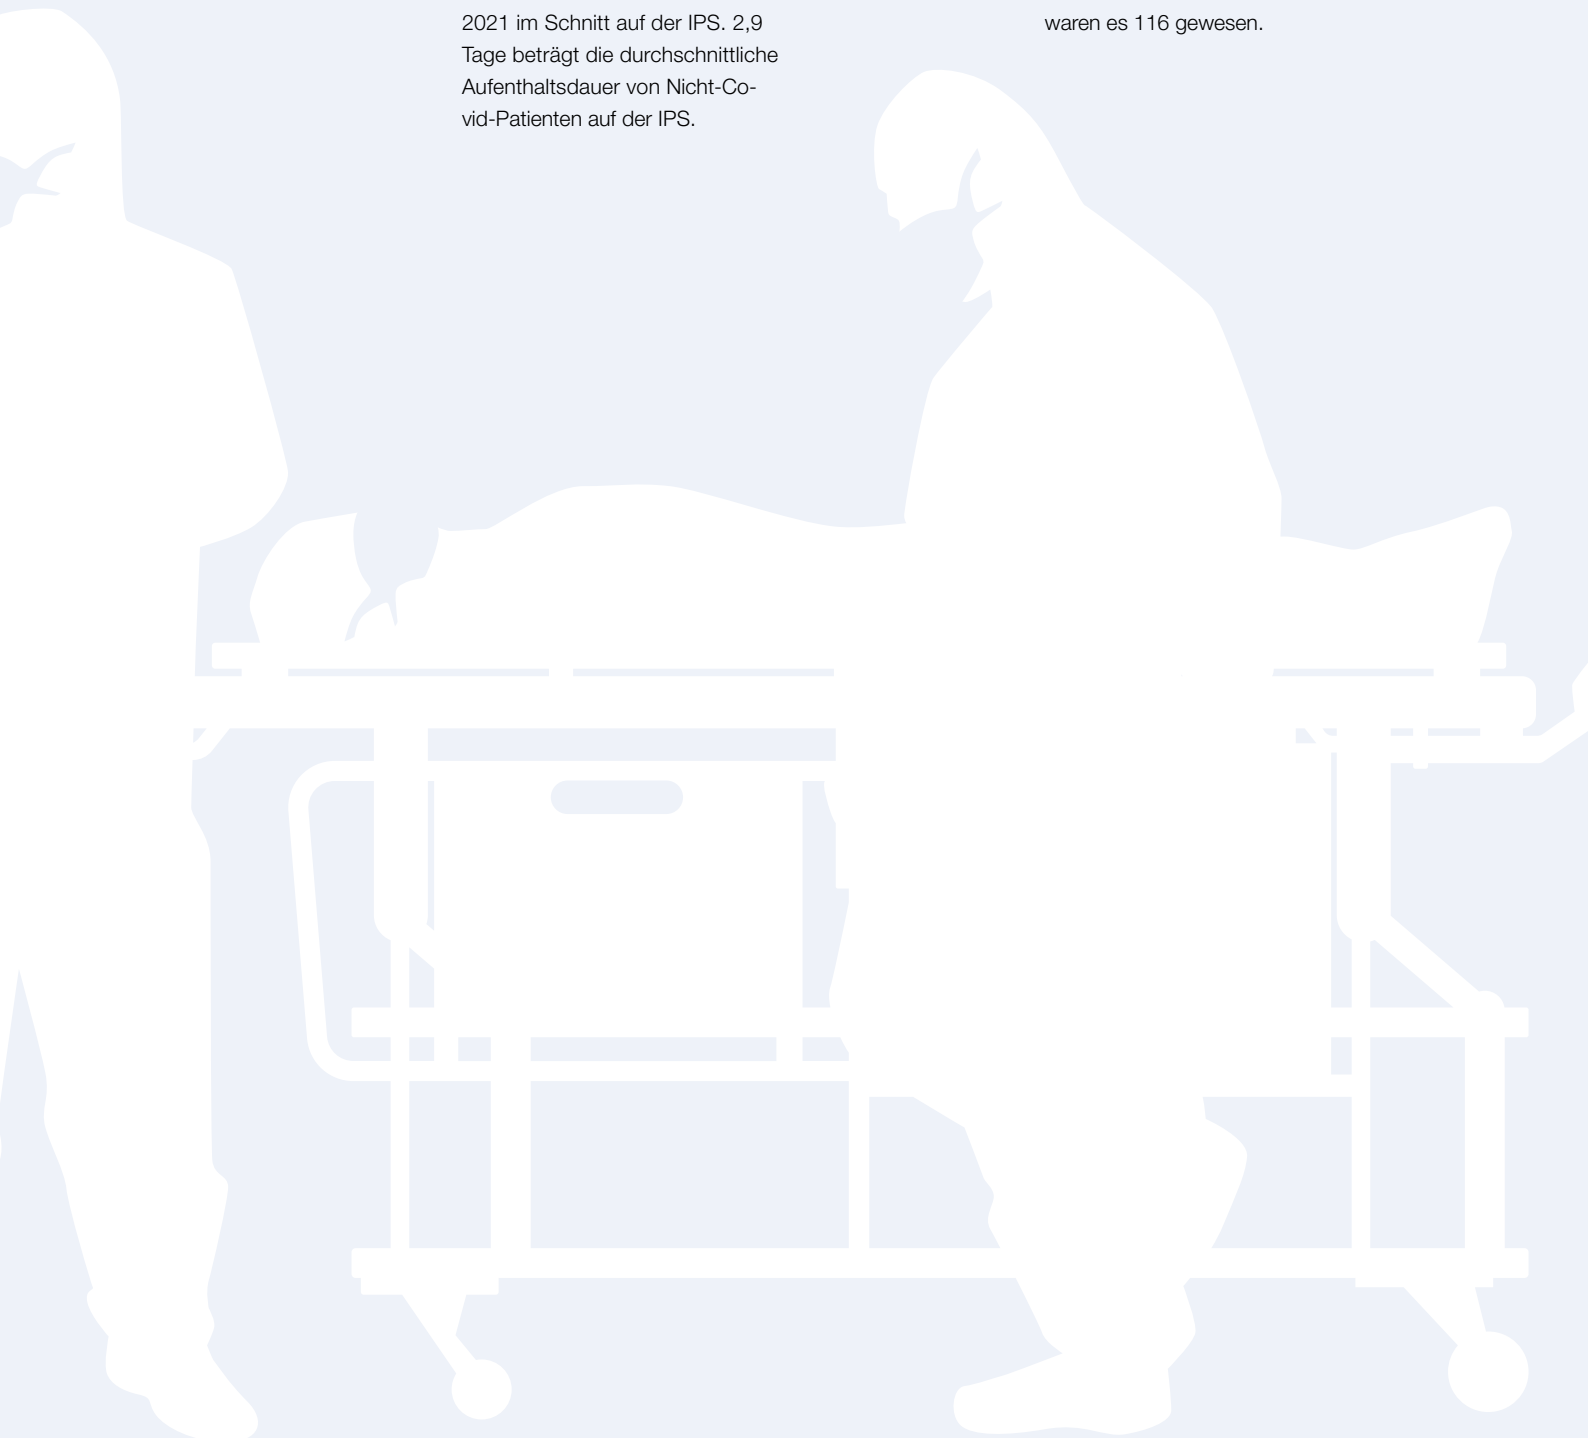 2021 im Schnitt auf der IPS. 2,9
Tage beträgt die durchschnittliche
Aufenthaltsdauer von Nicht-Co-
vid-Patienten auf der IPS.
waren es 116 gewesen.